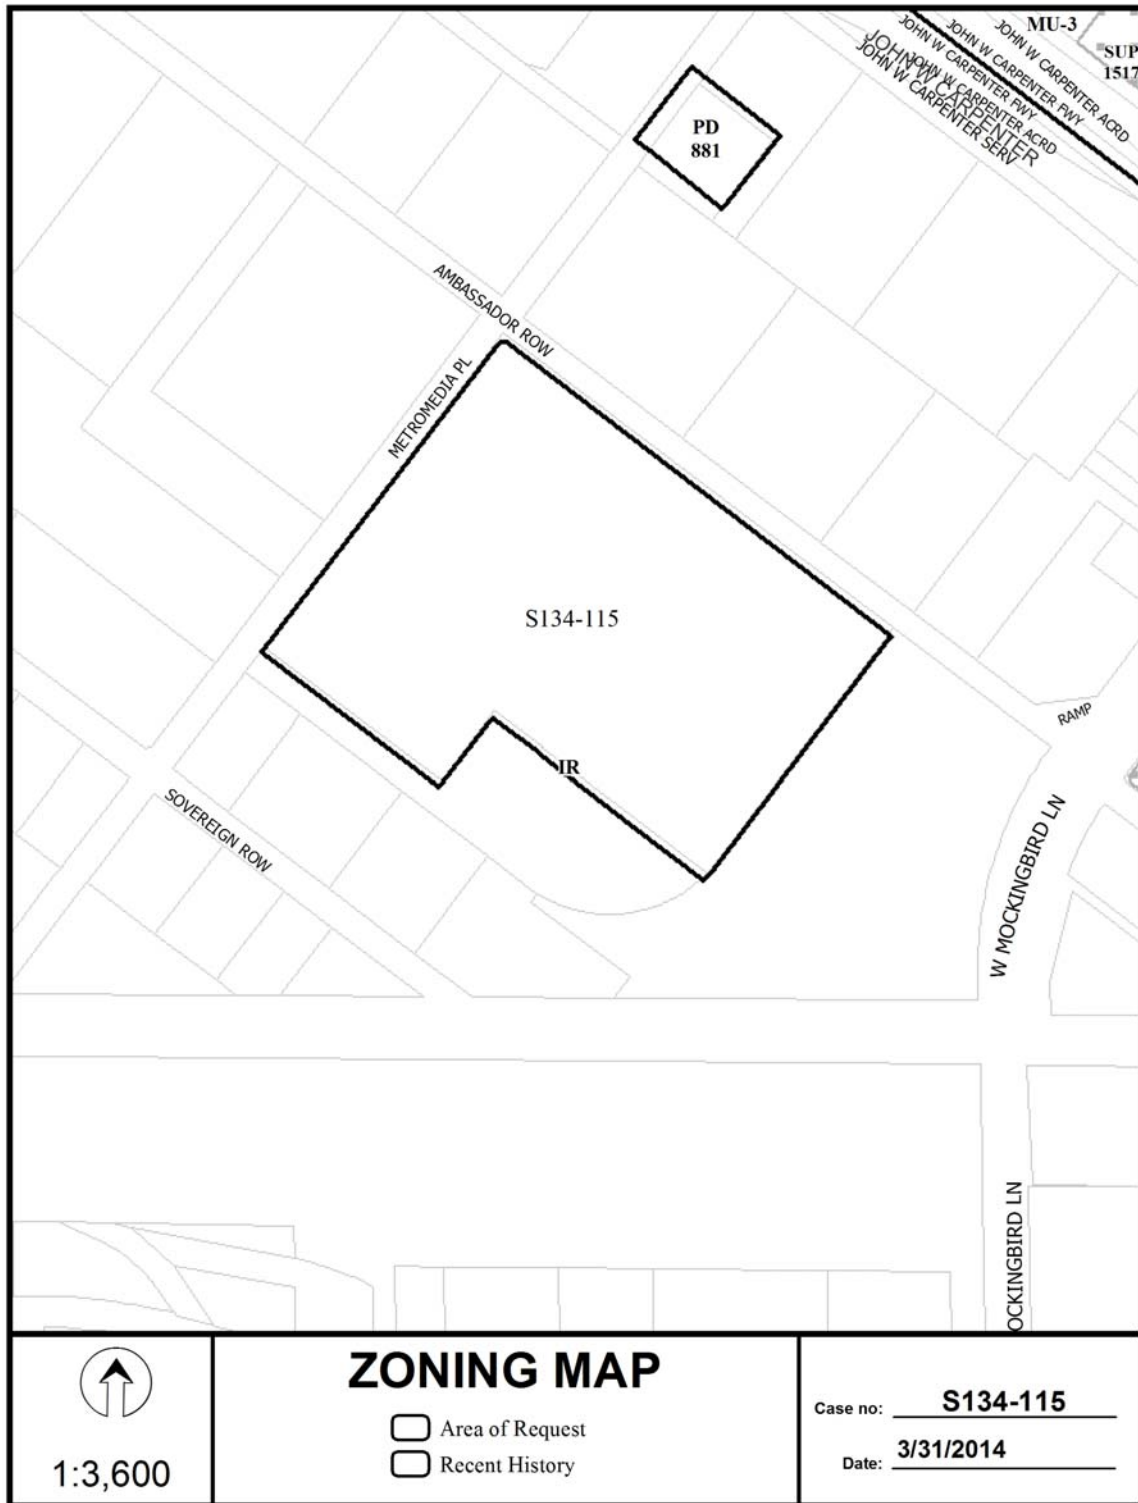 MU-3
SUP
1517
JOHN W CARPENTER ACRD
JOHN W CARPENTER FWY
JOHN W CARPENTER FWY
JOHN W CARPENTER ACRD
JOHN W CARPENTER
JOHN W CARPENTER SERV
PD
881
AMBASSADOR ROW
METROMEDIA PL
S134-115
RAMP
IR
SOVEREIGN ROW
W MOCKINGBIRD LN
OCKINGBIRD LN
ZONING MAP
Area of Request
Recent History
1:3,600
Case no: S134-115
Date: 3/31/2014